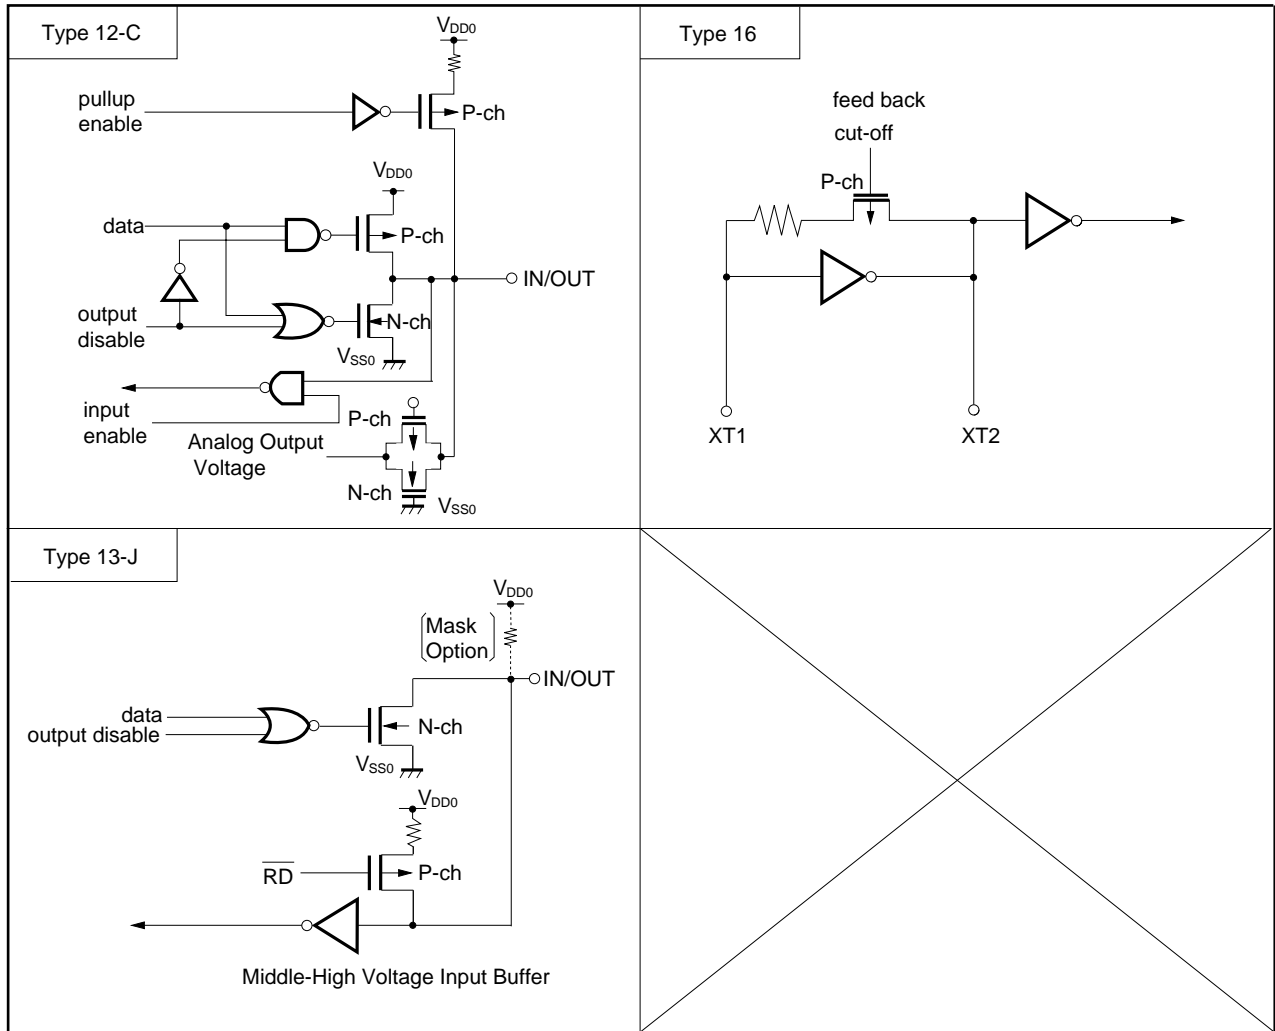 Type 12-C
VDD0
pullup
enable
P-ch
VDD0
data
P-ch
IN/OUT
output
disable
N-ch
VSS0
input
enable
P-ch
Analog Output
Voltage
N-ch
VSS0
Type 16
feed back
cut-off
P-ch
XT1
XT2
Type 13-J
VDD0
Mask
Option
IN/OUT
data
output disable
N-ch
VSS0
VDD0
RD
P-ch
Middle-High Voltage Input Buffer